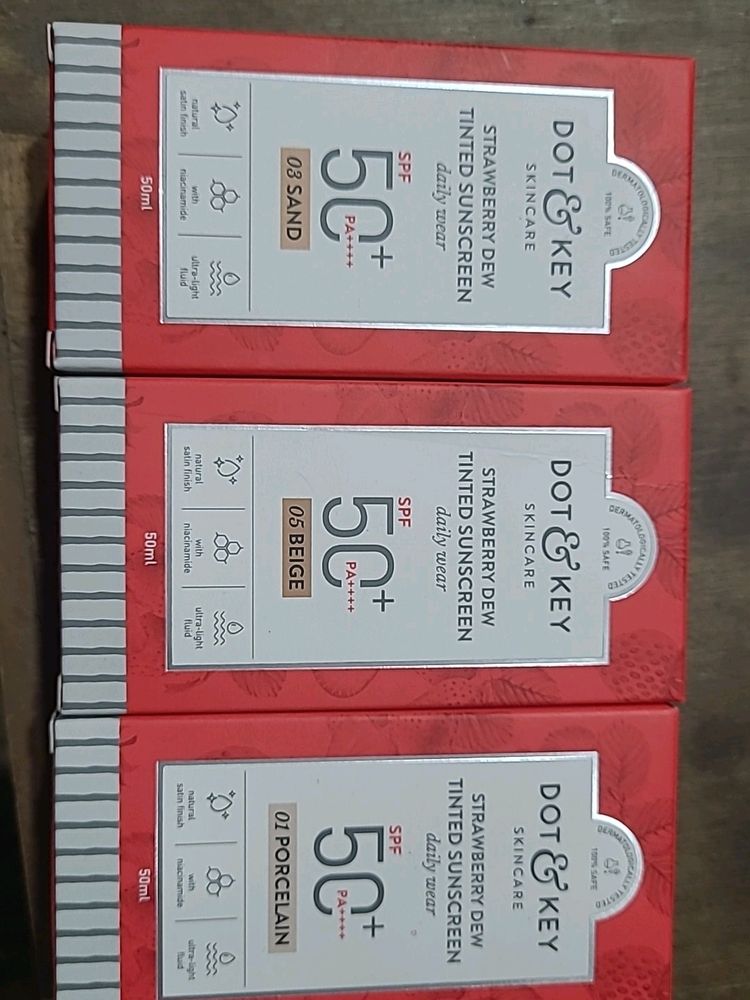 DERMATOLOGICALLY TESTED
100% SAFE
DOT & KEY
SKINCARE
STRAWBERRY DEW
TINTED SUNSCREEN
daily wear
SPF
50+
PA++++
03 SAND
natural
satin finish
with
niacinamide
ultra-light
fluid
50ml
DERMATOLOGICALLY TESTED
100% SAFE
DOT & KEY
SKINCARE
STRAWBERRY DEW
TINTED SUNSCREEN
daily wear
SPF
50+
PA++++
05 BEIGE
natural
satin finish
with
niacinamide
ultra-light
fluid
50ml
DERMATOLOGICALLY TESTED
100% SAFE
DOT & KEY
SKINCARE
STRAWBERRY DEW
TINTED SUNSCREEN
daily wear
SPF
50+
PA++++
01 PORCELAIN
natural
satin finish
with
niacinamide
ultra-light
fluid
50ml